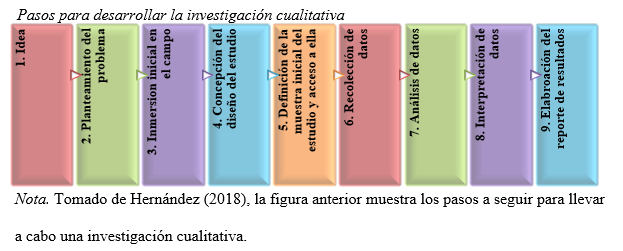 Pasos para desarrollar la investigación cualitativa
1. Idea
2. Planteamiento del
problema
3. Inmersion inicial en
el campo
4. Concepción del
diseño del estudio
5. Definición de la
muestra inicial del
estudio y acceso a ella
6. Recolección de
datos
7. Análisis de datos
8. Interpretación de
datos
9. Elabroación del
reporte de resultados
Nota. Tomado de Hernández (2018), la figura anterior muestra los pasos a seguir para llevar
a cabo una investigación cualitativa.